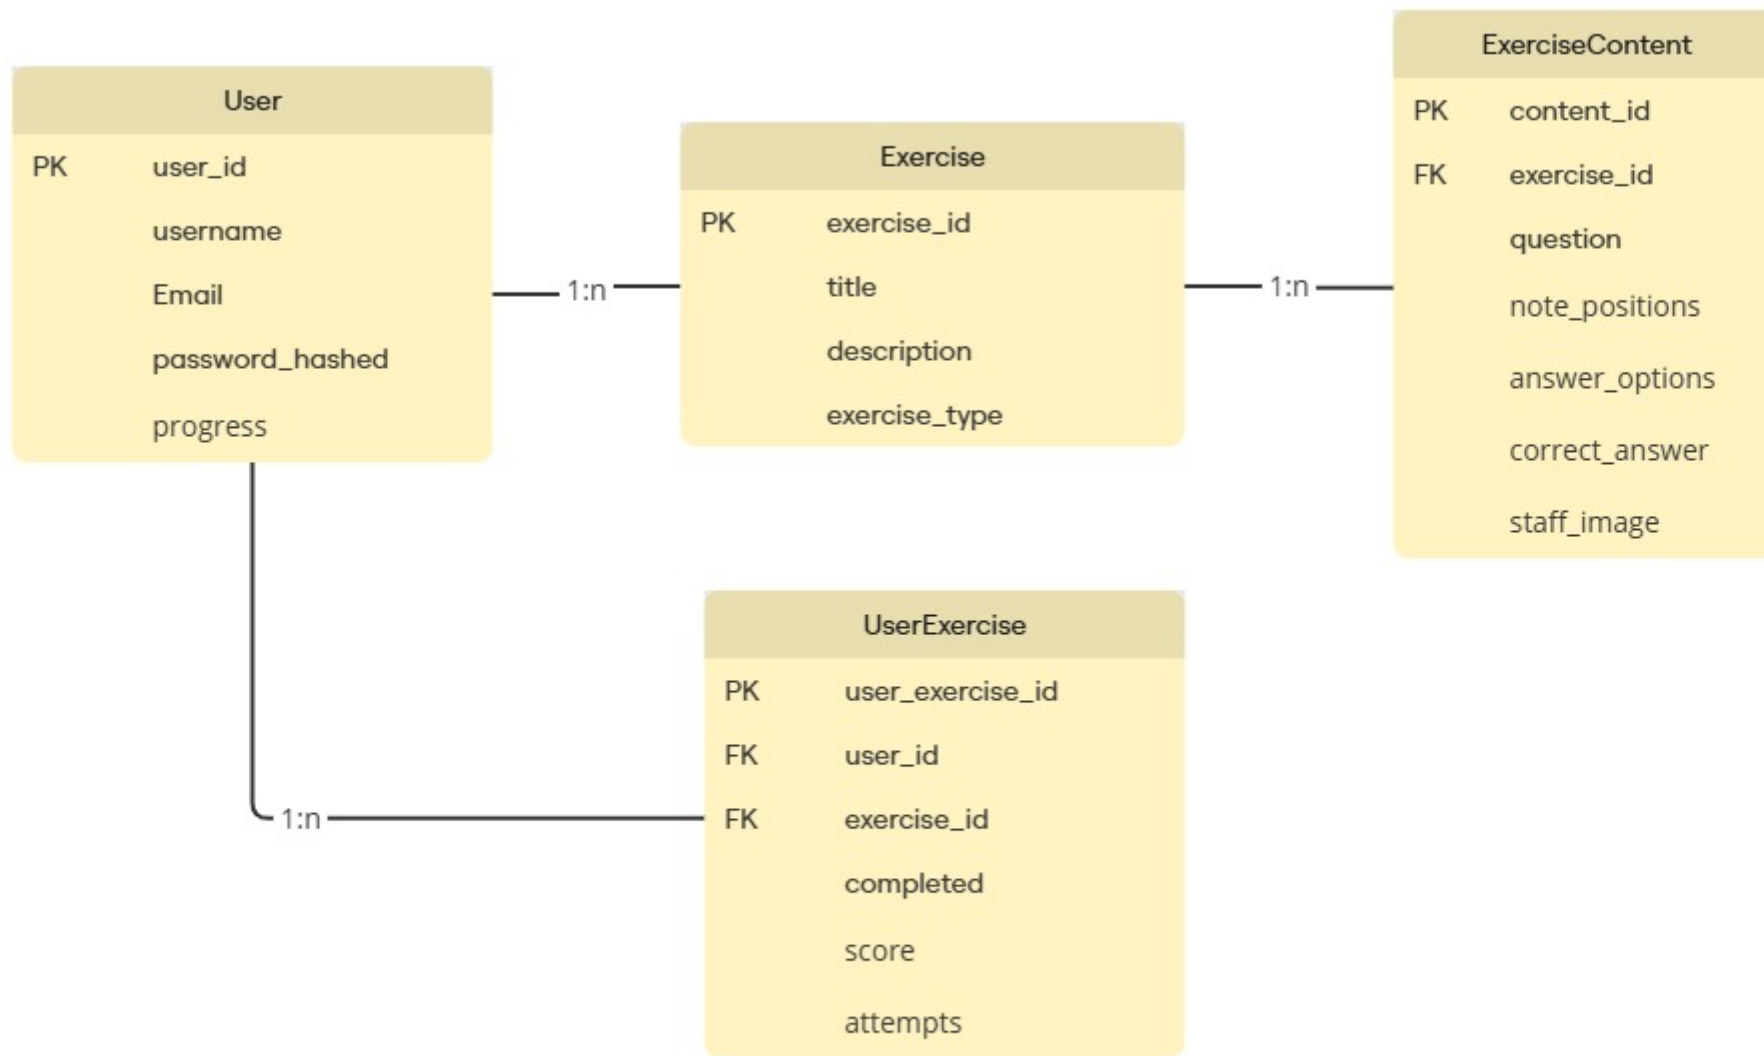 User
PK user_id
username
Email
password_hashed
progress
1:n
Exercise
PK exercise_id
title
description
exercise_type
1:n
ExerciseContent
PK content_id
FK exercise_id
question
note_positions
answer_options
correct_answer
staff_image
1:n
UserExercise
PK user_exercise_id
FK user_id
FK exercise_id
completed
score
attempts